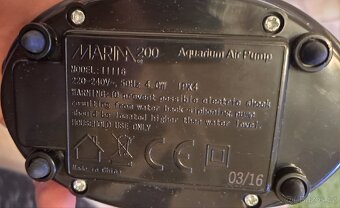 MARINA 200 Aquarium Air Pump
MODEL: 11116
220-240V~, 50Hz 4.0W IPX4
WARNING: TO prevent possible electric shock
resulting from water back siphoning pump
should be located higher than water level.
HOUSEHOLD USE ONLY
CE
Made in China
03/16